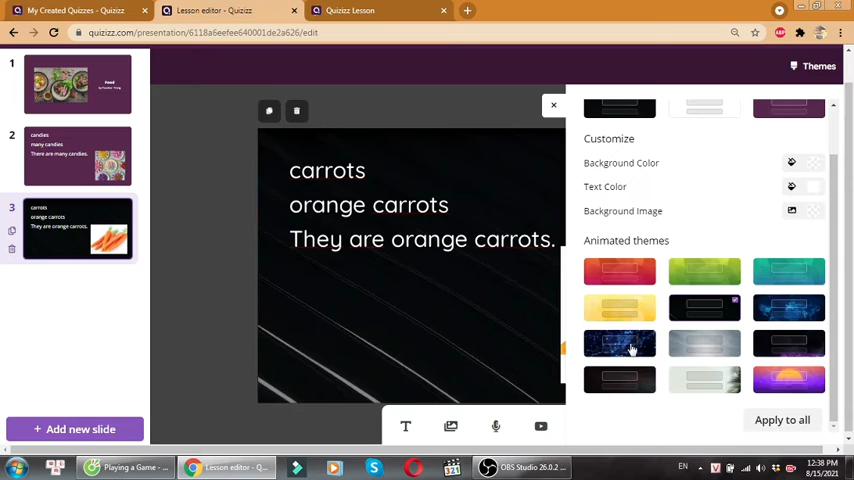 My Created Quizzes - Quizizz
Lesson editor - Quizizz
Quizizz Lesson
quizizz.com/presentation/6118a6eefee640001de2a626/edit
ABP
Themes
1
Food
2
candies
many candies
There are many candies.
3
carrots
orange carrots
They are orange carrots.
carrots
orange carrots
They are orange carrots.
Customize
Background Color
Text Color
Background Image
Animated themes
Apply to all
+ Add new slide
T
Playing a Game - ...
Lesson editor - Q...
321
OBS Studio 26.0.2 ...
EN
12:38 PM
8/15/2021